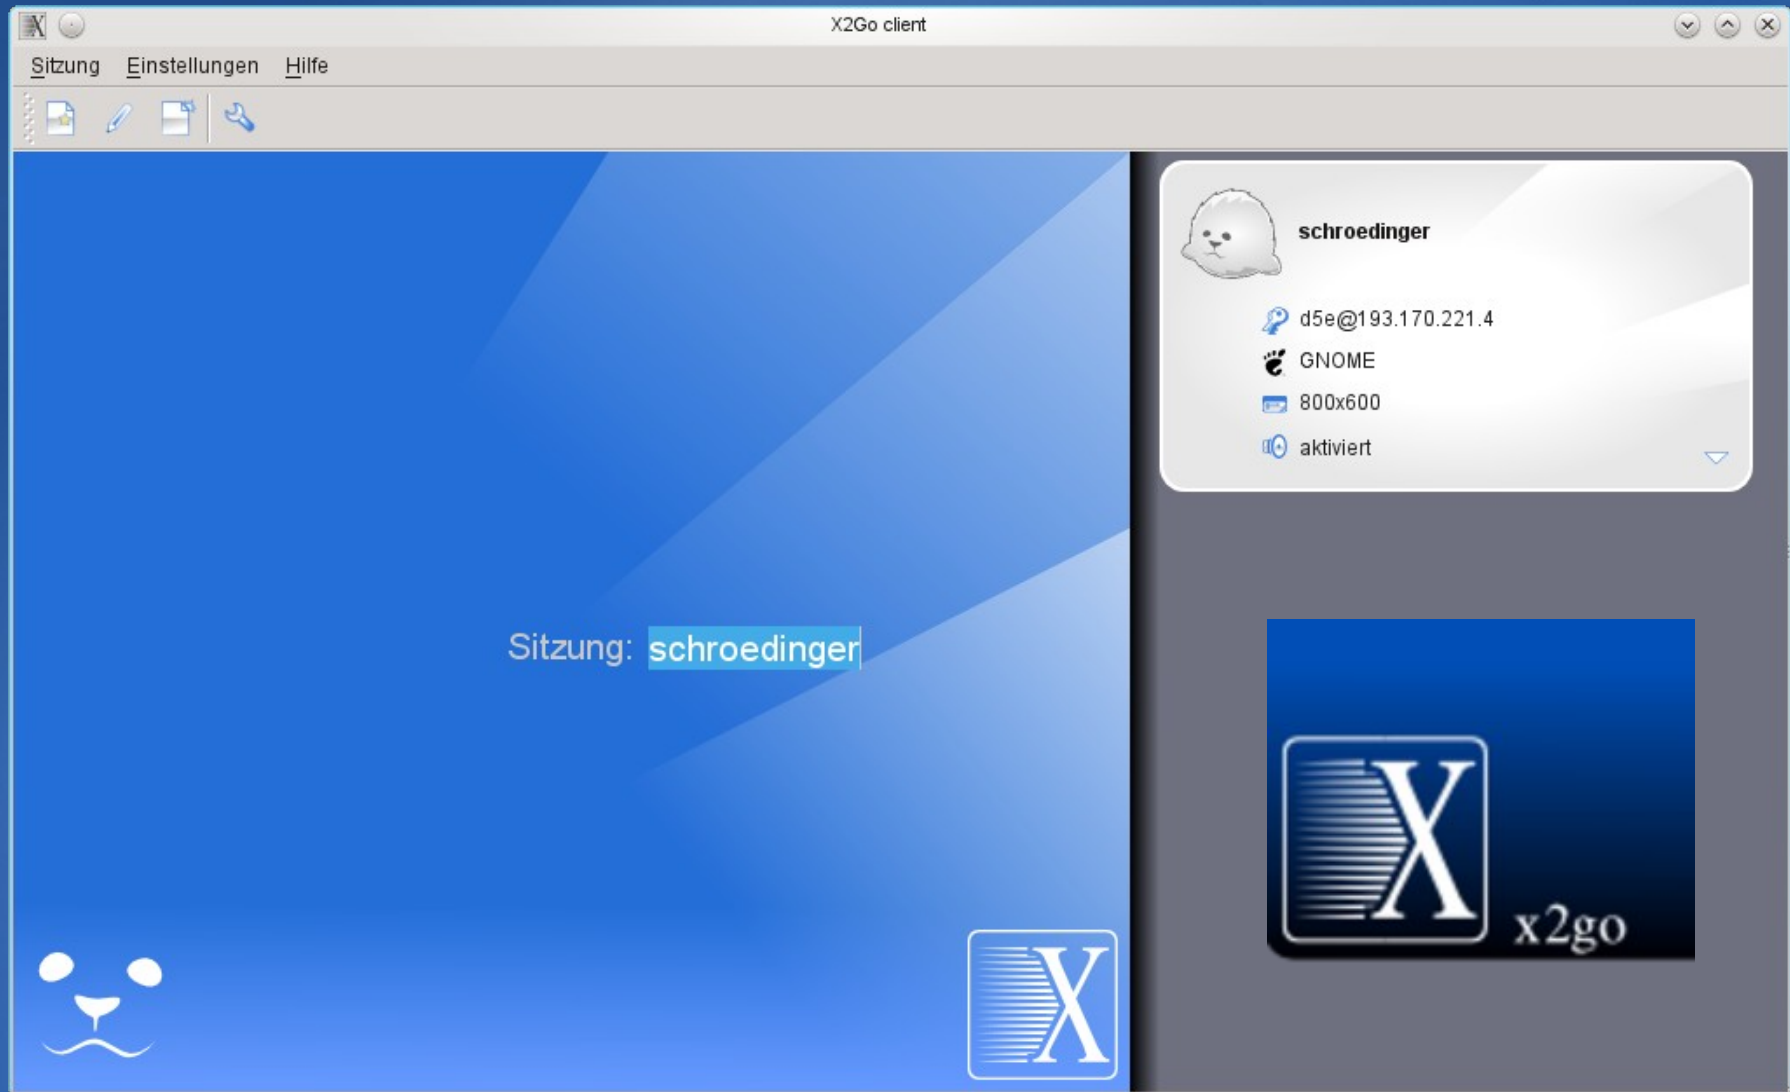 X2Go client
Sitzung Einstellungen Hilfe
schroedinger
d5e@193.170.221.4
GNOME
800x600
aktiviert
Sitzung: schroedinger
X
x2go
X